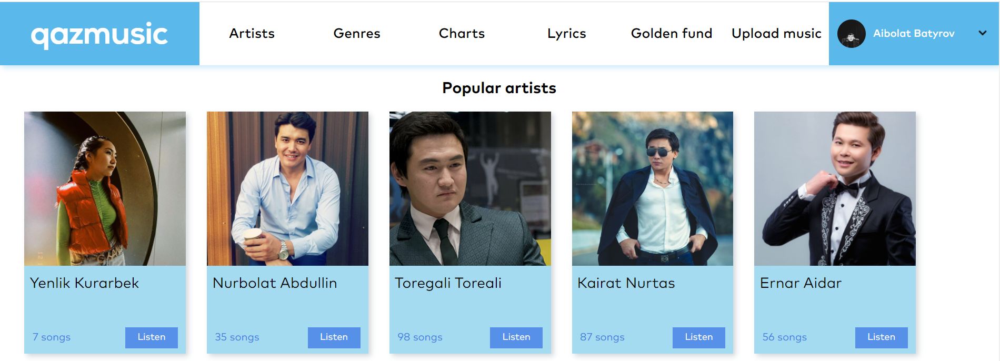 qazmusic
Artists
Genres
Charts
Lyrics
Golden fund
Upload music
Aibolat Batyrov
Popular artists
Yenlik Kurarbek
7 songs
Listen
Nurbolat Abdullin
35 songs
Listen
Toregali Toreali
98 songs
Listen
Kairat Nurtas
87 songs
Listen
Ernar Aidar
56 songs
Listen